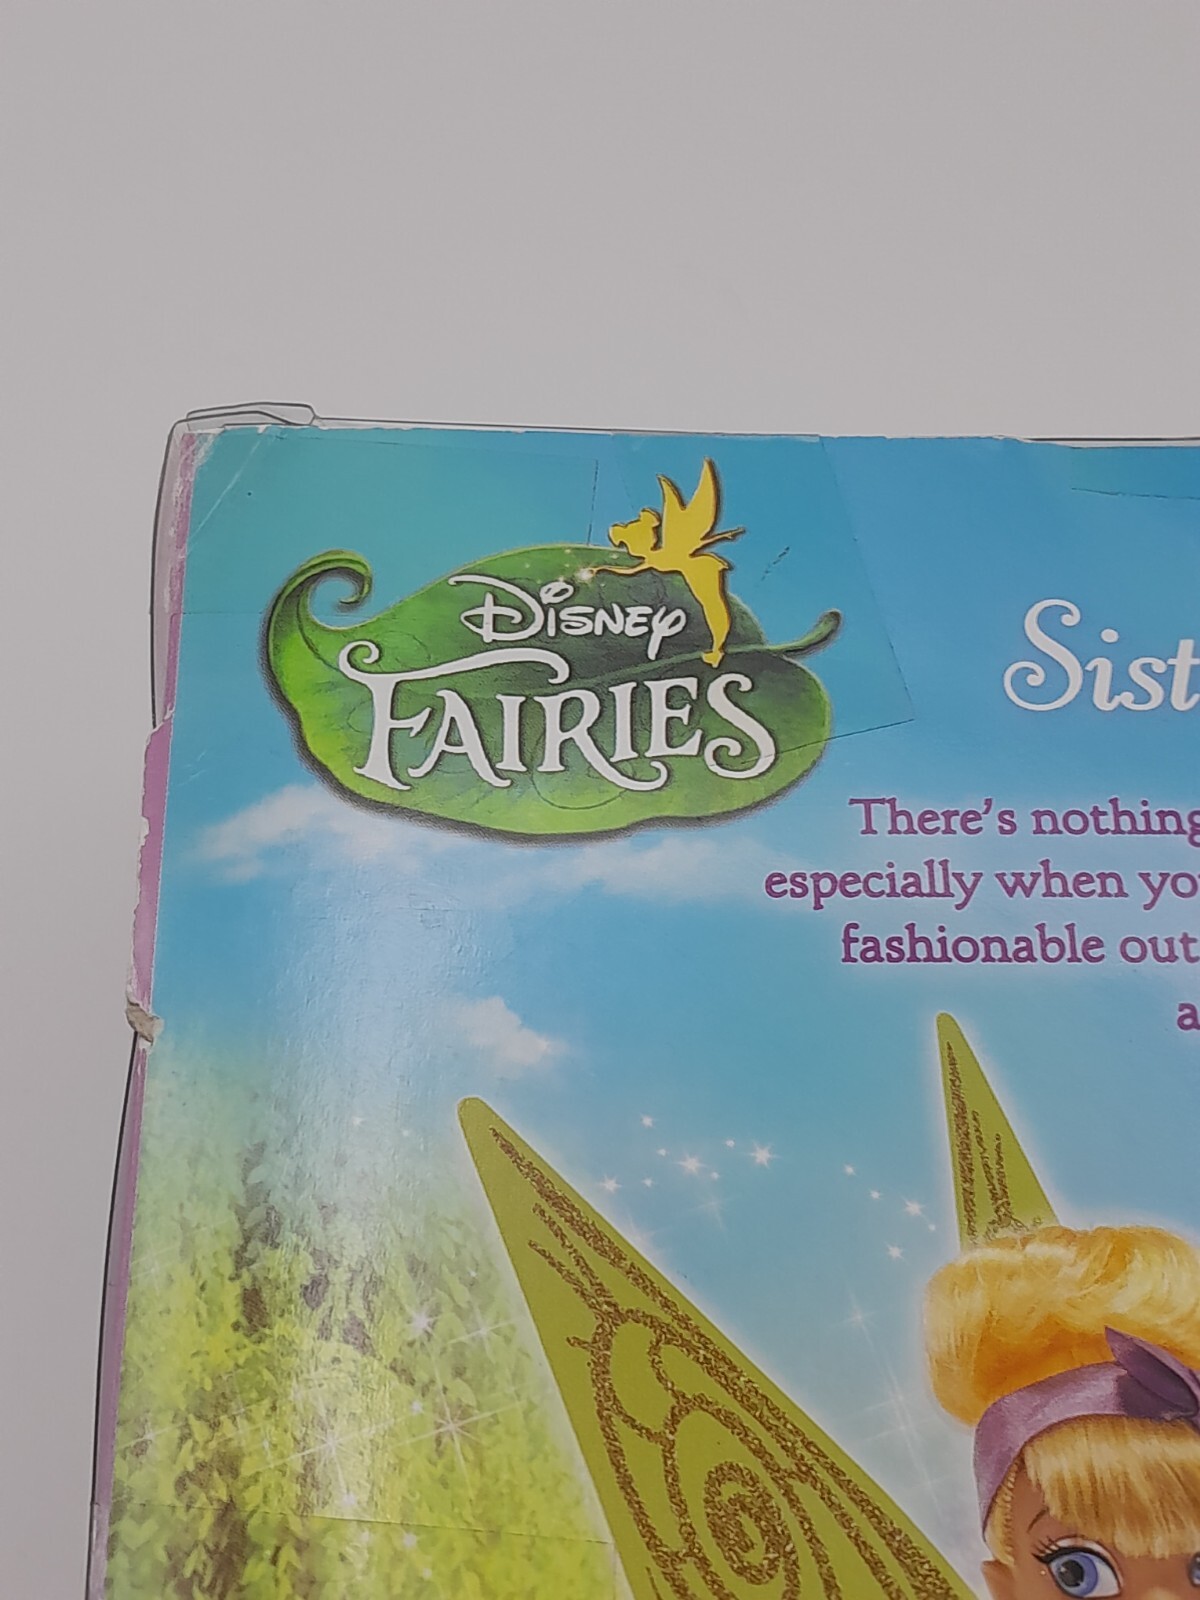 Disney
FAIRIES
Sist
There's nothing
especially when yo
fashionable out
a